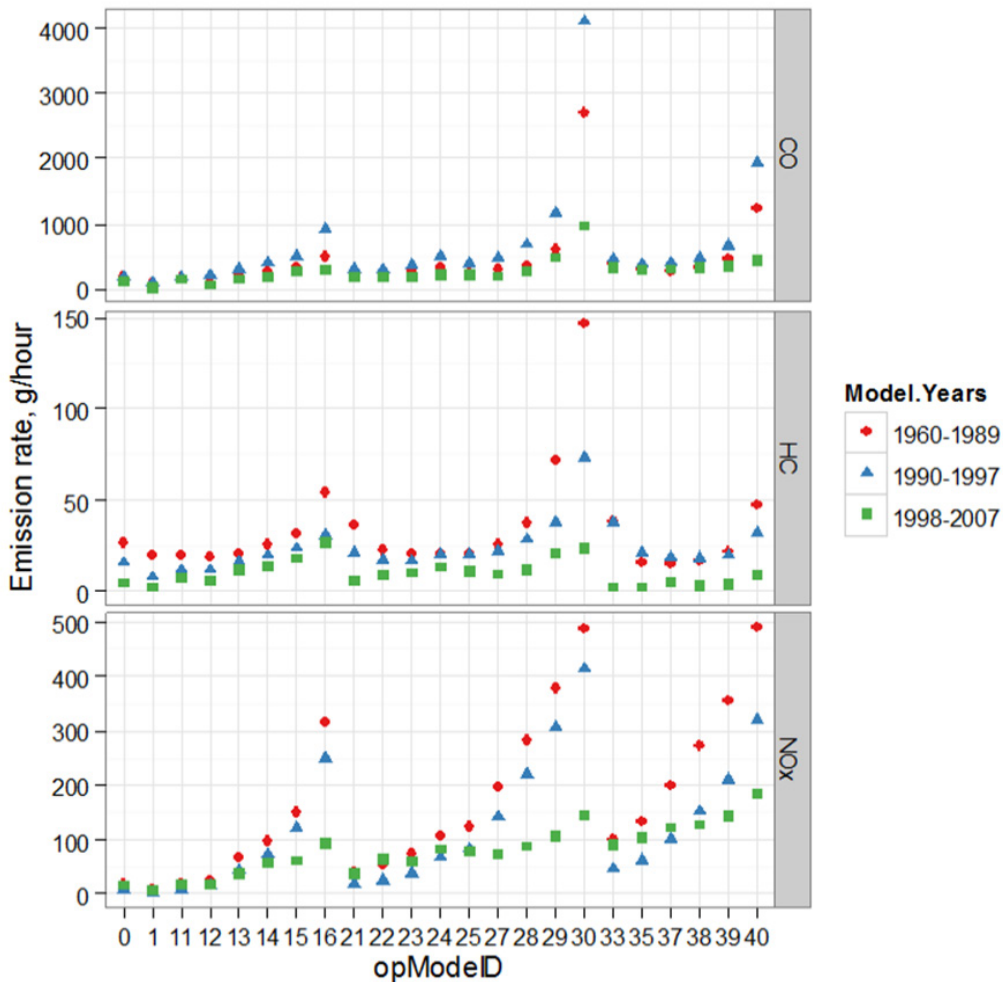 Emission rate, g/hour
4000
3000
2000
1000
0
CO
150
100
50
0
HC
500
400
300
200
100
0
NOx
0 1 11 12 13 14 15 16 21 22 23 24 25 27 28 29 30 33 35 37 38 39 40
opModeID
Model.Years
1960-1989
1990-1997
1998-2007